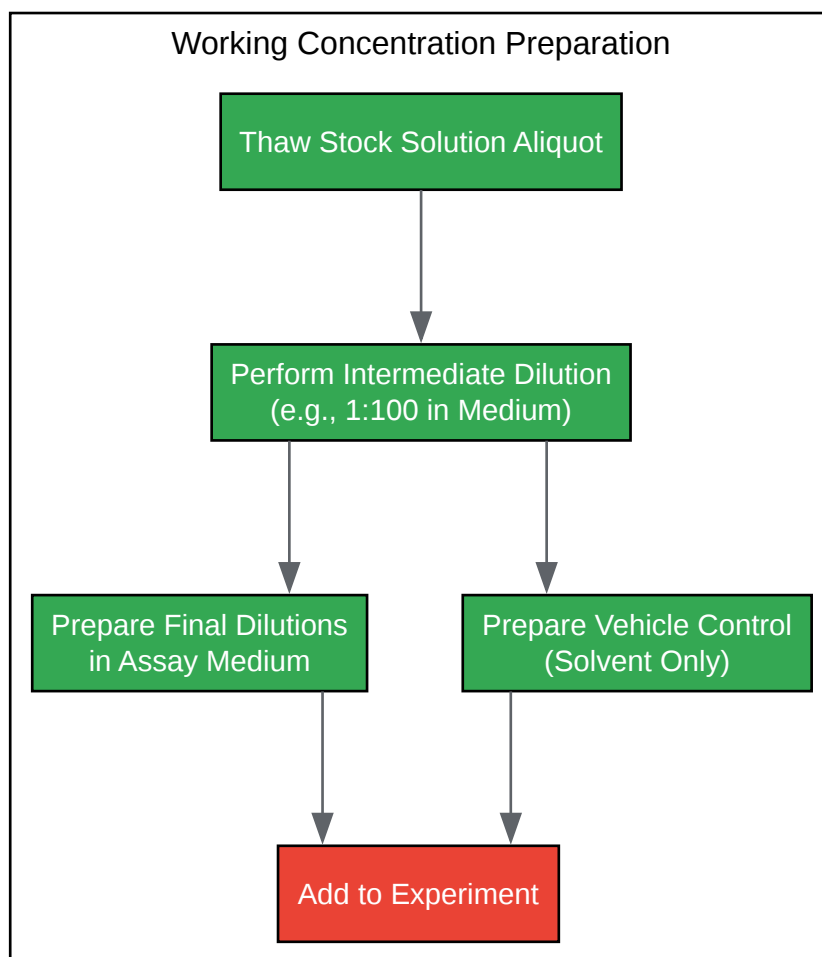 Working Concentration Preparation
Thaw Stock Solution Aliquot
Perform Intermediate Dilution
(e.g., 1:100 in Medium)
Prepare Final Dilutions
in Assay Medium
Prepare Vehicle Control
(Solvent Only)
Add to Experiment